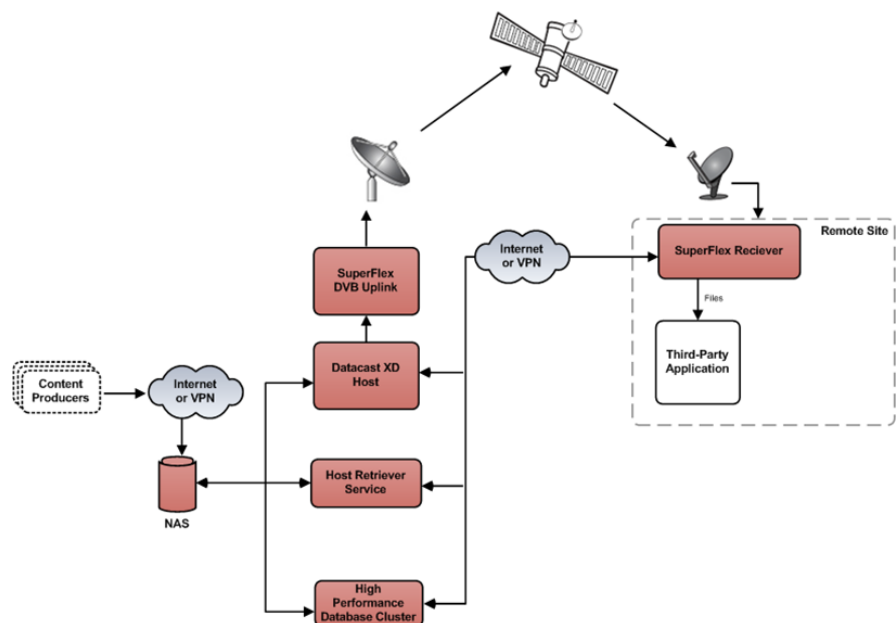 Internet
or VPN
Remote Site
SuperFlex Reciever
SuperFlex
DVB Uplink
Files
Datacast XD
Host
Third-Party
Application
Content
Producers
Internet
or VPN
Host Retriever
Service
NAS
High
Performance
Database Cluster